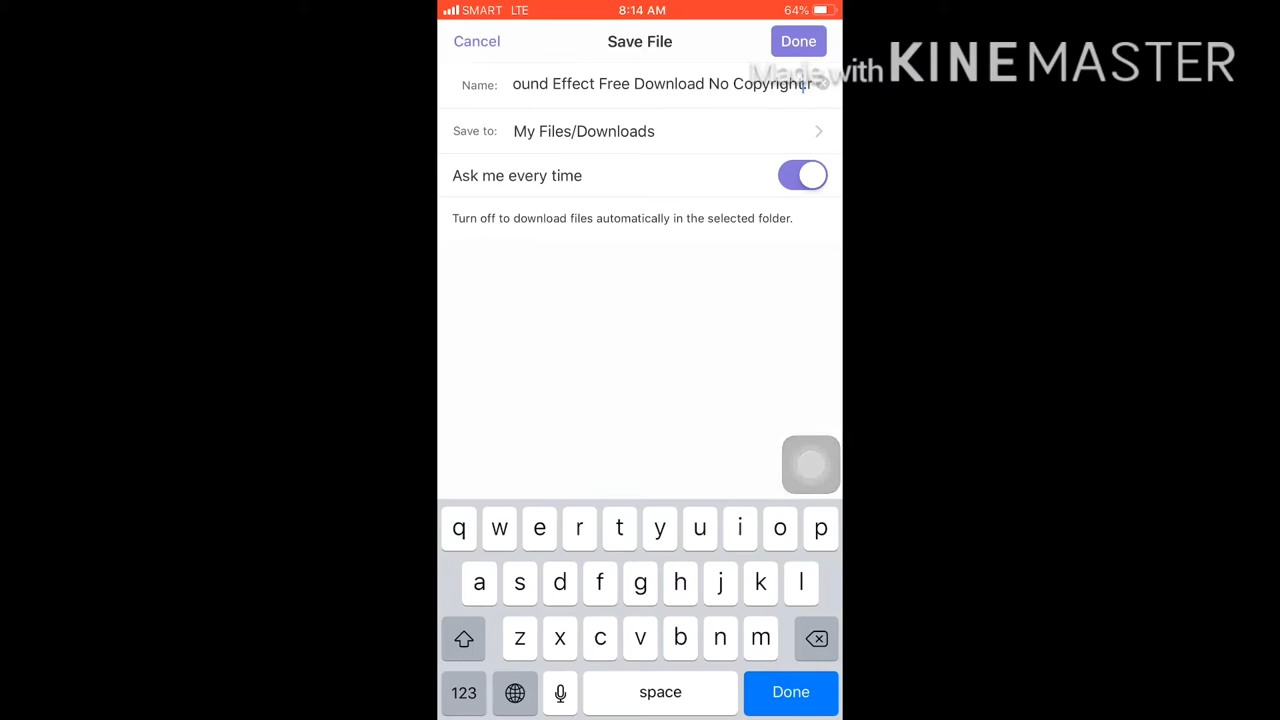 SMART LTE 8:14 AM 64%
Cancel Save File Done
Made with KINEMASTER
Name: ound Effect Free Download No Copyright.r
Save to: My Files/Downloads
Ask me every time
Turn off to download files automatically in the selected folder.
q w e r t y u i o p
a s d f g h j k l
z x c v b n m
123 space Done